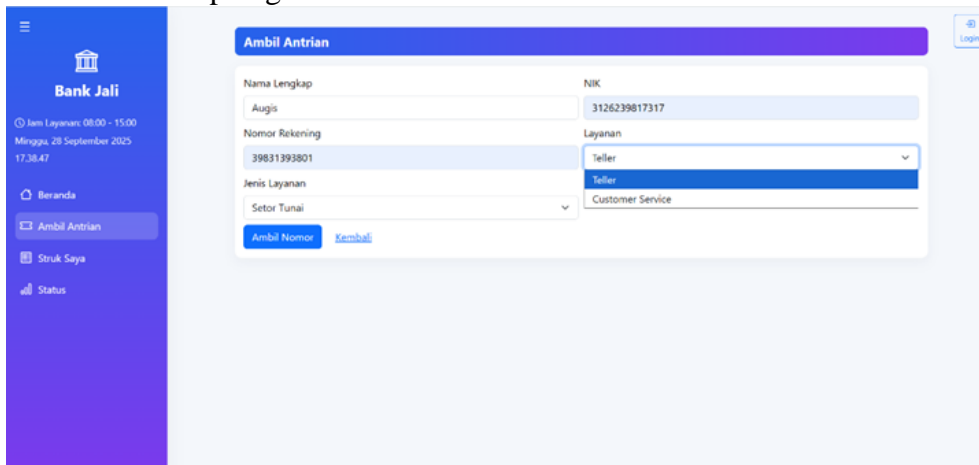 Ambil Antrian
Login
Bank Jali
Jam Layanan: 08:00 - 15:00
Minggu, 28 September 2025
17.38.47
Beranda
Ambil Antrian
Struk Saya
Status
Nama Lengkap
Augis
NIK
3126239817317
Nomor Rekening
39831393801
Layanan
Teller
Teller
Customer Service
Jenis Layanan
Setor Tunai
Ambil Nomor
Kembali